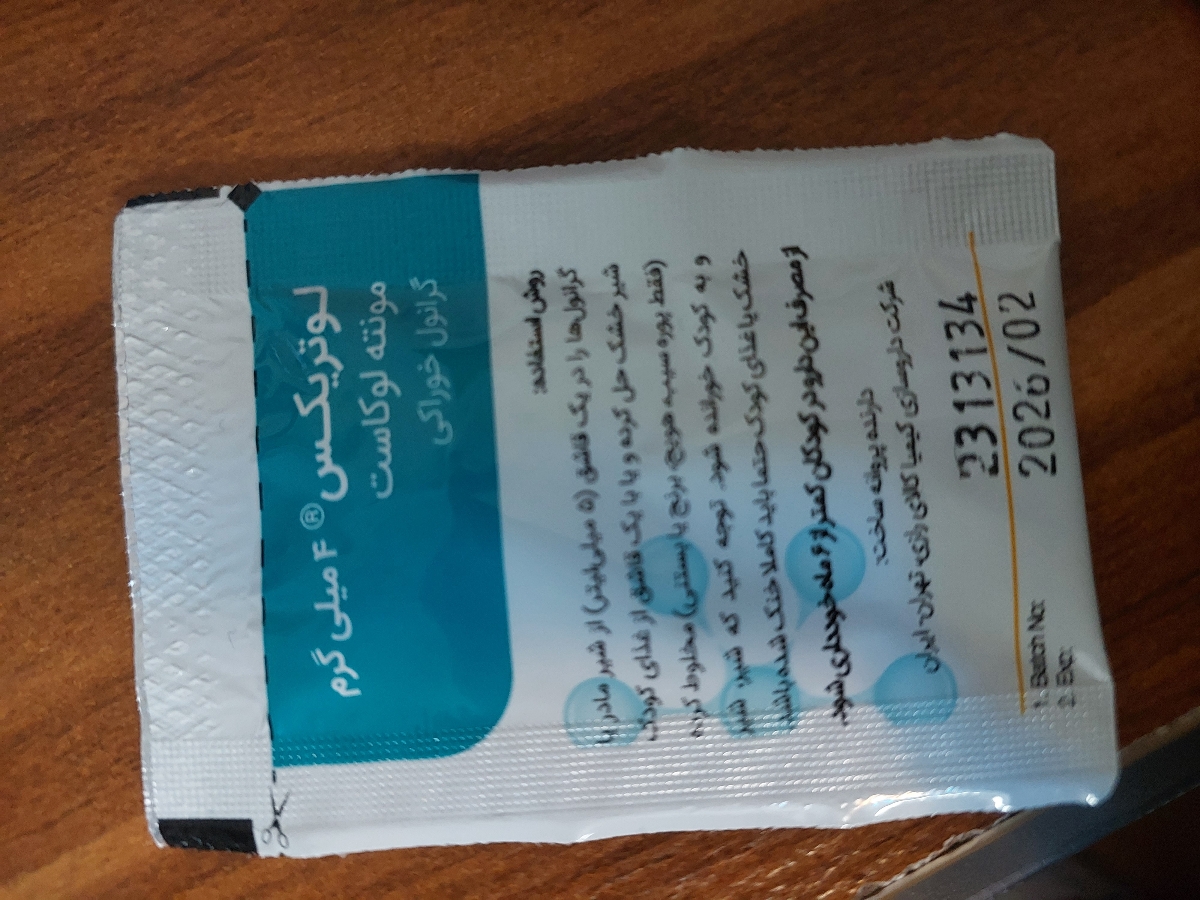 لوتریکس® ۴ میلی گرم
مونته لوکاست
گرانول خوراکی
روش استفاده:
گرانول‌ها را در یک قاشق (۵ میلی‌لیتر) از شیر مادر یا
شیر خشک حل کرده و یا با یک قاشق از غذای کودک
(فقط پوره سیب، هویج، برنج یا بستنی) مخلوط کرده
و به کودک خورانده شود. توجه کنید که شیر، شیر
خشک یا غذای کودک حتما باید کاملا خنک شده باشد.
از مصرف این دارو در کودکان کمتر از ۶ ماه خودداری شود.
دارنده پروانه ساخت:
شرکت داروسازی کیمیا کالای رازی، تهران- ایران
1. Batch No: 2313134
2. Exp: 2026/02